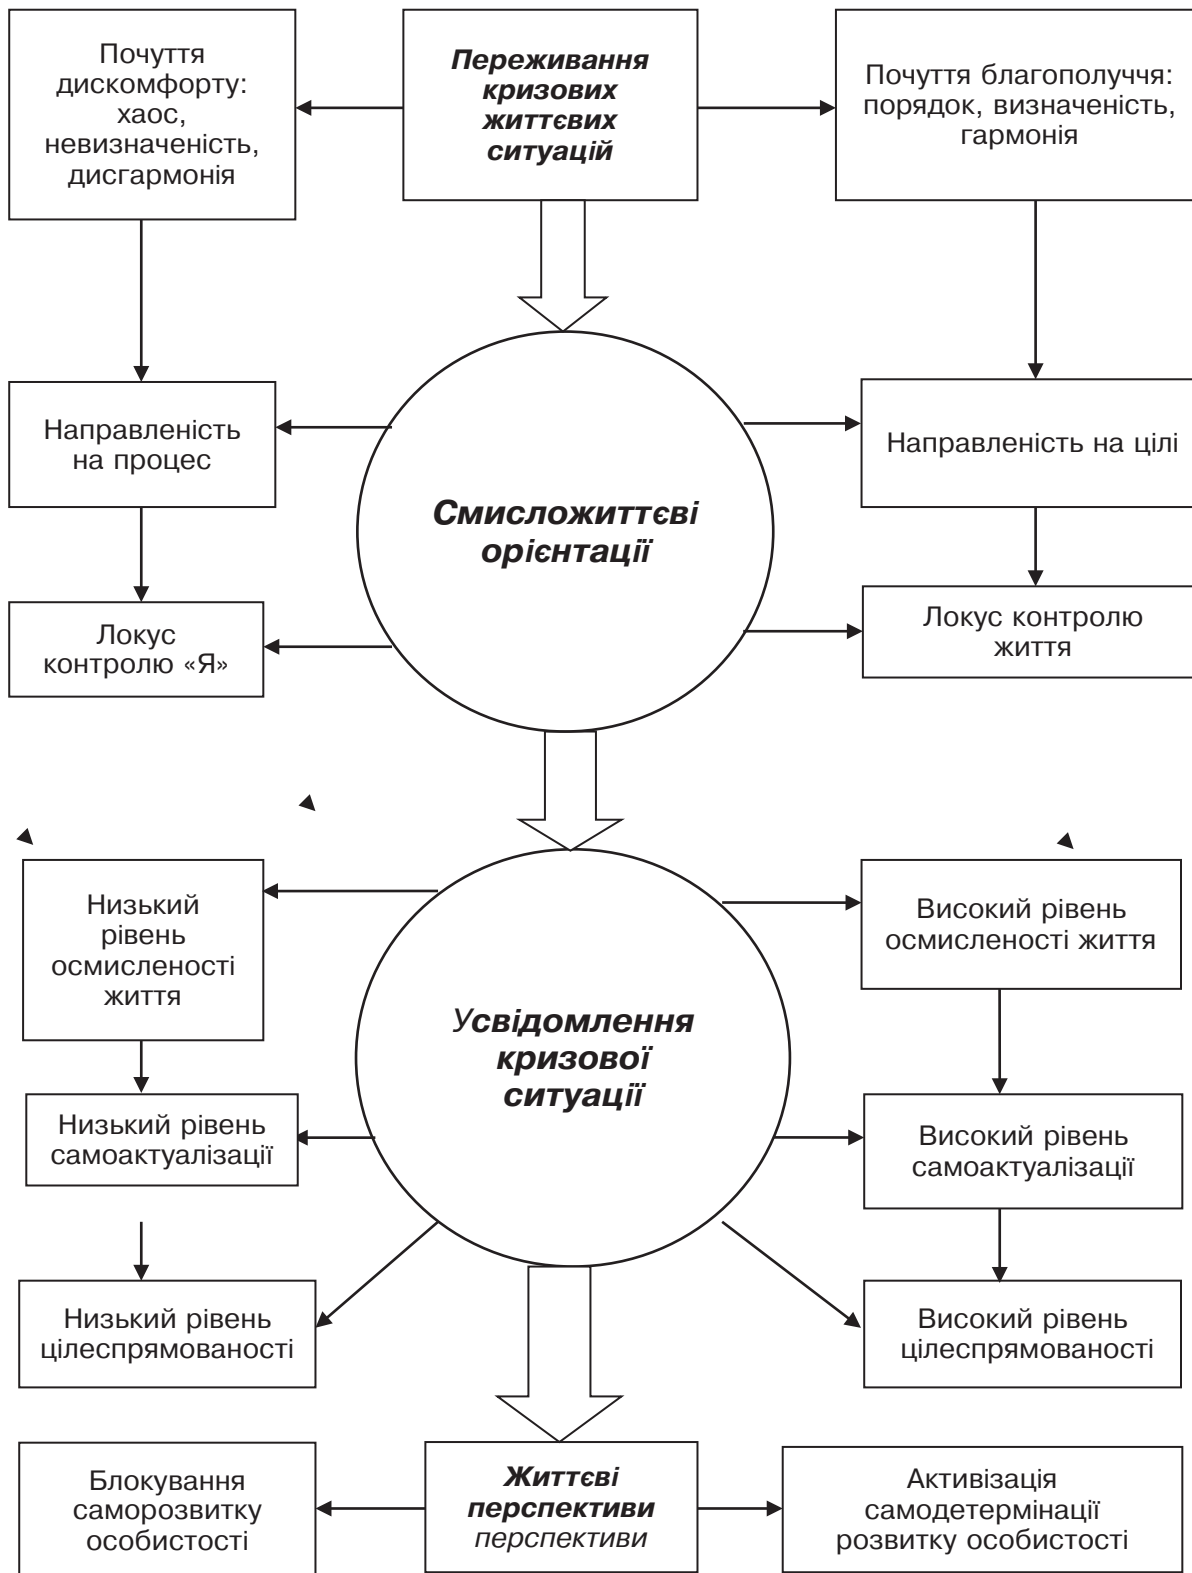 Почуття
дискомфорту:
хаос,
невизначеність,
дисгармонія
Переживання
кризових
життєвих
ситуацій
Почуття благополуччя:
порядок, визначеність,
гармонія
Направленість
на процес
Направленість на цілі
Смисложиттєві
орієнтації
Локус
контролю «Я»
Локус контролю
життя
Низький
рівень
осмисленості
життя
Високий рівень
осмисленості життя
Усвідомлення
кризової
ситуації
Низький рівень
самоактуалізації
Високий рівень
самоактуалізації
Низький рівень
цілеспрямованості
Високий рівень
цілеспрямованості
Блокування
саморозвитку
особистості
Життєві
перспективи
перспективи
Активізація
самодетермінації
розвитку особистості